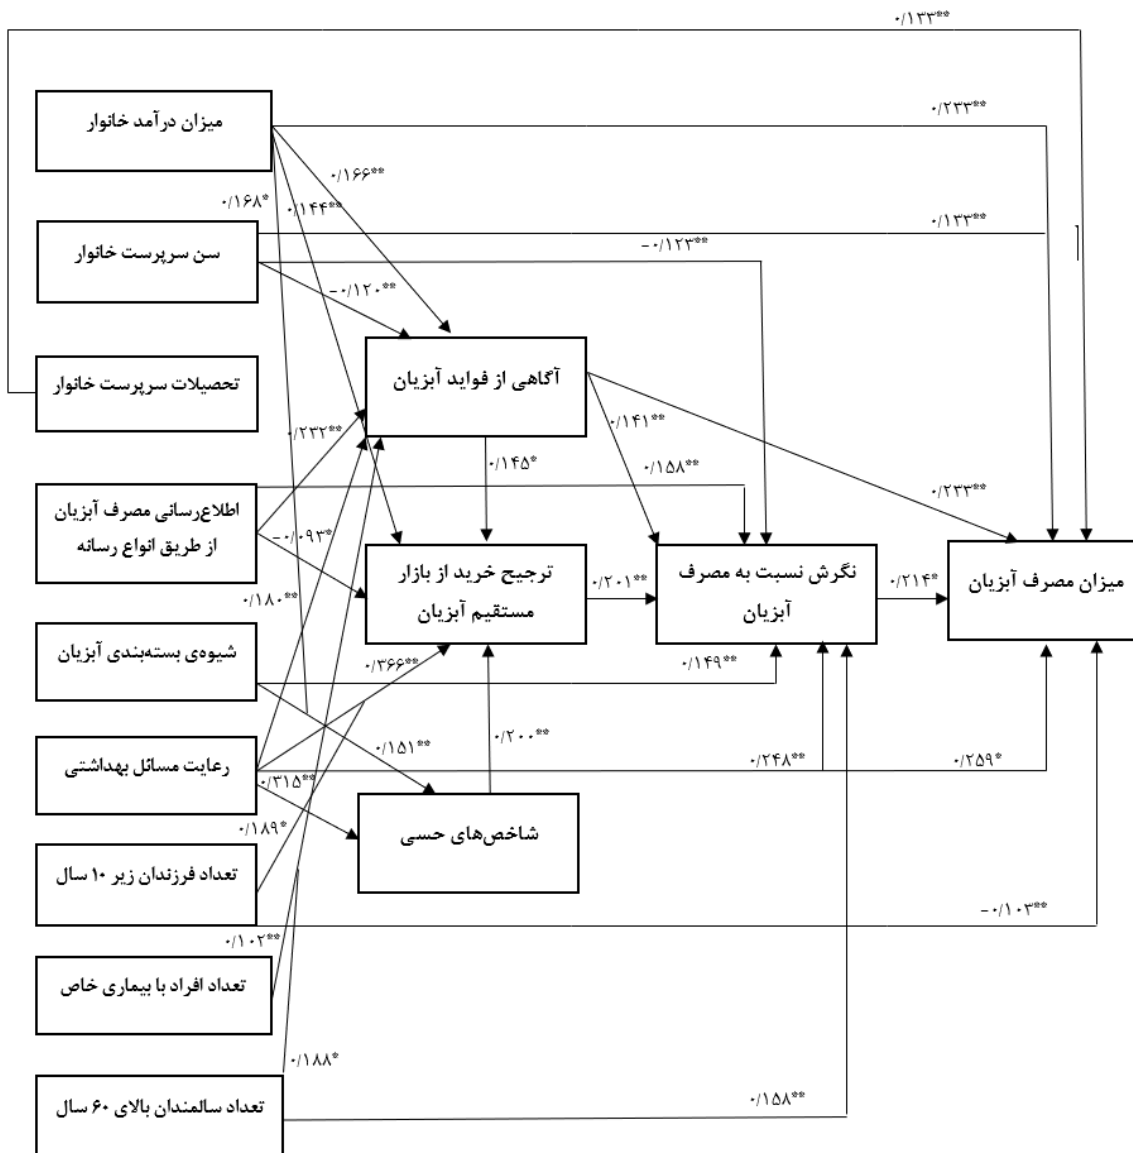 ۰/۱۳۳**
میزان درآمد خانوار
۰/۲۳۳**
۰/۱۶۶**
۰/۱۶۸*
۰/۱۴۴**
سن سرپرست خانوار
۰/۱۳۳**
-۰/۱۲۳**
-۰/۱۲۰**
تحصیلات سرپرست خانوار
آگاهی از فواید آبزیان
۰/۲۳۲**
۰/۱۴۱**
۰/۱۴۵*
۰/۱۵۸**
۰/۲۳۳**
اطلاع‌رسانی مصرف آبزیان
از طریق انواع رسانه
-۰/۰۹۳*
ترجیح خرید از بازار
مستقیم آبزیان
۰/۲۰۱**
نگرش نسبت به مصرف
آبزیان
۰/۲۱۴*
میزان مصرف آبزیان
۰/۱۸۰**
شیوه‌ی بسته‌بندی آبزیان
۰/۳۶۶**
۰/۱۴۹**
رعایت مسائل بهداشتی
۰/۱۵۱**
۰/۲۰۰**
۰/۲۴۸**
۰/۲۵۹*
۰/۳۱۵**
شاخص‌های حسی
۰/۱۸۹*
تعداد فرزندان زیر ۱۰ سال
-۰/۱۰۳**
۰/۱۰۲**
تعداد افراد با بیماری خاص
۰/۱۸۸*
تعداد سالمندان بالای ۶۰ سال
۰/۱۵۸**